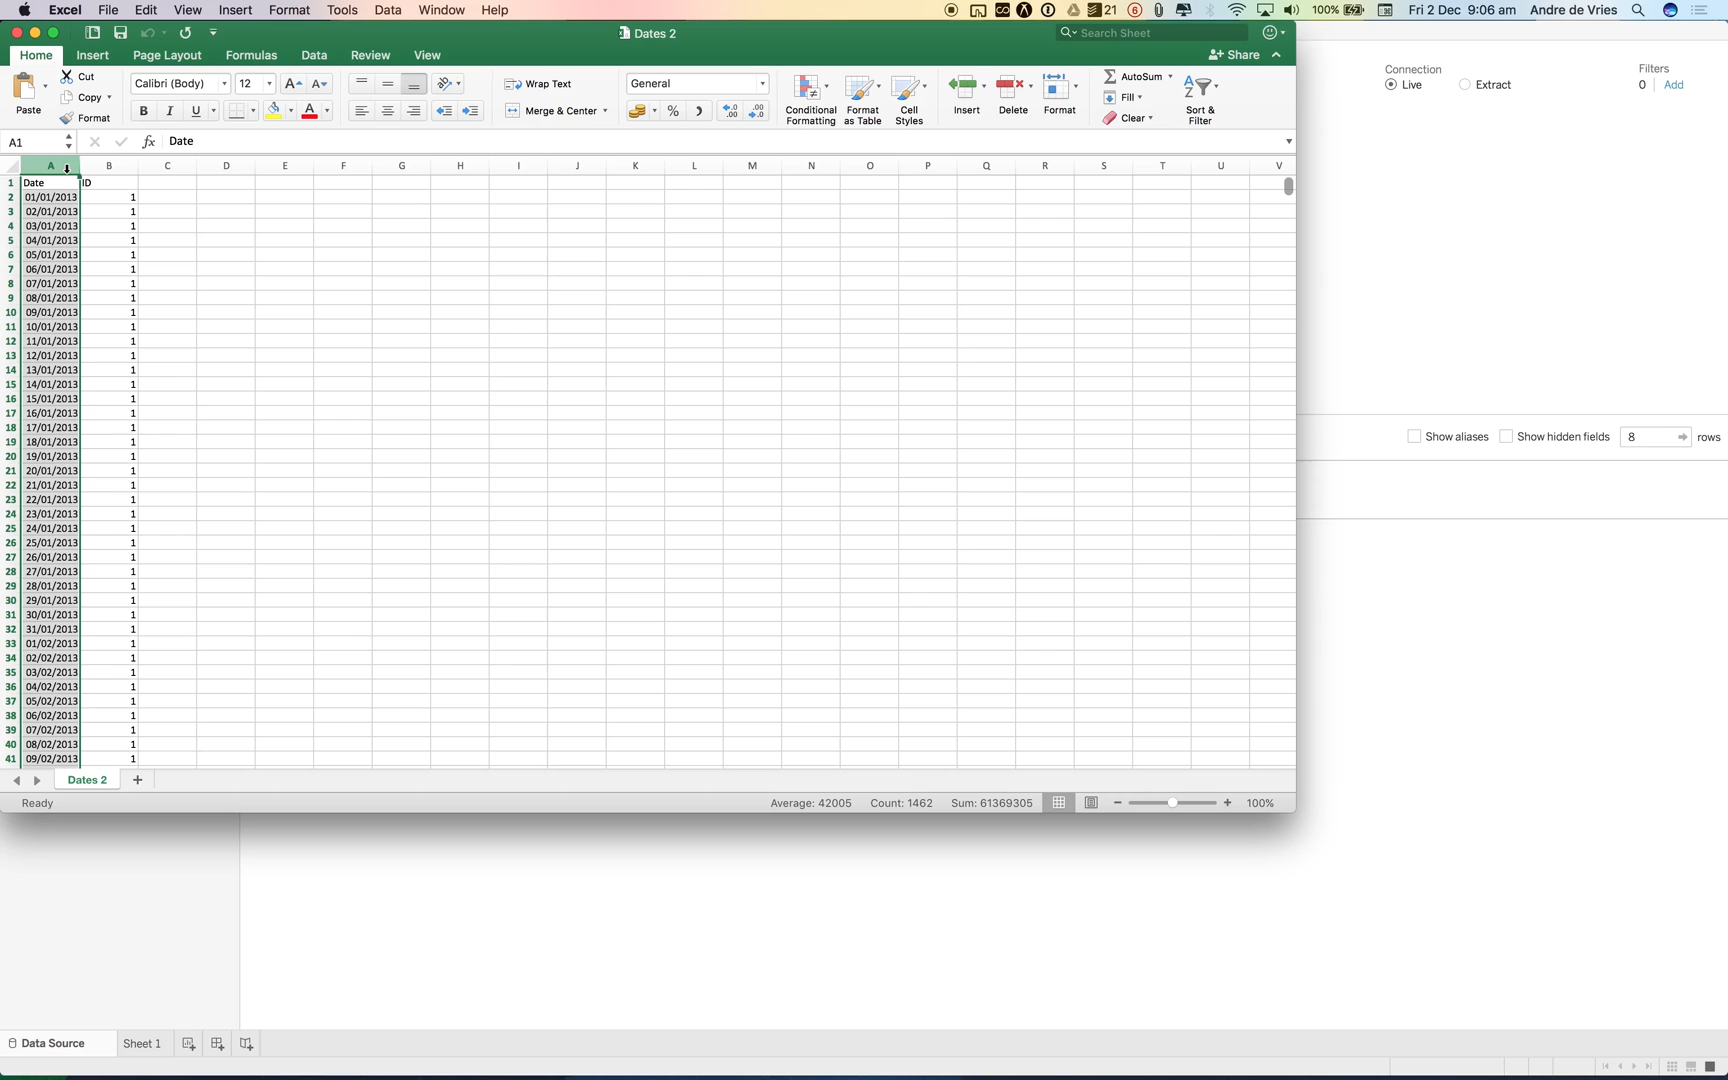 Excel File Edit View Insert Format Tools Data Window Help 21 6 100% Fri 2 Dec 9:06 am Andre de Vries
Dates 2 Search Sheet
Home Insert Page Layout Formulas Data Review View Share
Paste Cut Copy Format
Calibri (Body) 12 A A
B I U A
Wrap Text
Merge & Center
General
%
Conditional Formatting
Format as Table
Cell Styles
Insert Delete Format
AutoSum
Fill
Clear
Sort & Filter
Connection
Live Extract
Filters
0 Add
A1 fx Date
A B C D E F G H I J K L M N O P Q R S T U V
1 Date ID
2 01/01/2013 1
3 02/01/2013 1
4 03/01/2013 1
5 04/01/2013 1
6 05/01/2013 1
7 06/01/2013 1
8 07/01/2013 1
9 08/01/2013 1
10 09/01/2013 1
11 10/01/2013 1
12 11/01/2013 1
13 12/01/2013 1
14 13/01/2013 1
15 14/01/2013 1
16 15/01/2013 1
17 16/01/2013 1
18 17/01/2013 1
19 18/01/2013 1
20 19/01/2013 1
21 20/01/2013 1
22 21/01/2013 1
23 22/01/2013 1
24 23/01/2013 1
25 24/01/2013 1
26 25/01/2013 1
27 26/01/2013 1
28 27/01/2013 1
29 28/01/2013 1
30 29/01/2013 1
31 30/01/2013 1
32 31/01/2013 1
33 01/02/2013 1
34 02/02/2013 1
35 03/02/2013 1
36 04/02/2013 1
37 05/02/2013 1
38 06/02/2013 1
39 07/02/2013 1
40 08/02/2013 1
41 09/02/2013 1
Show aliases Show hidden fields 8 rows
Dates 2
Ready Average: 42005 Count: 1462 Sum: 61369305 100%
Data Source Sheet 1